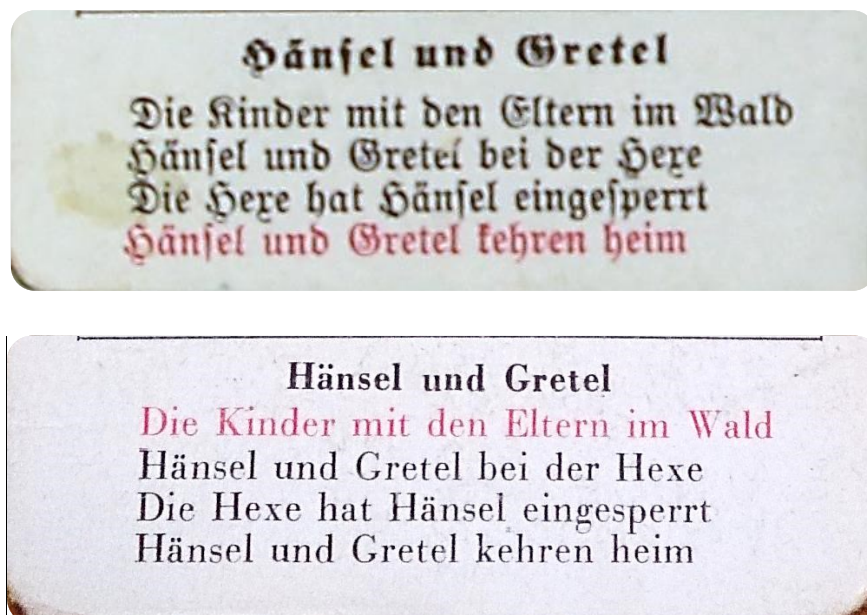 Hänſel und Gretel
Die Kinder mit den Eltern im Wald
Hänſel und Gretel bei der Hexe
Die Hexe hat Hänſel eingeſperrt
Hänſel und Gretel kehren heim
Hänsel und Gretel
Die Kinder mit den Eltern im Wald
Hänsel und Gretel bei der Hexe
Die Hexe hat Hänsel eingesperrt
Hänsel und Gretel kehren heim